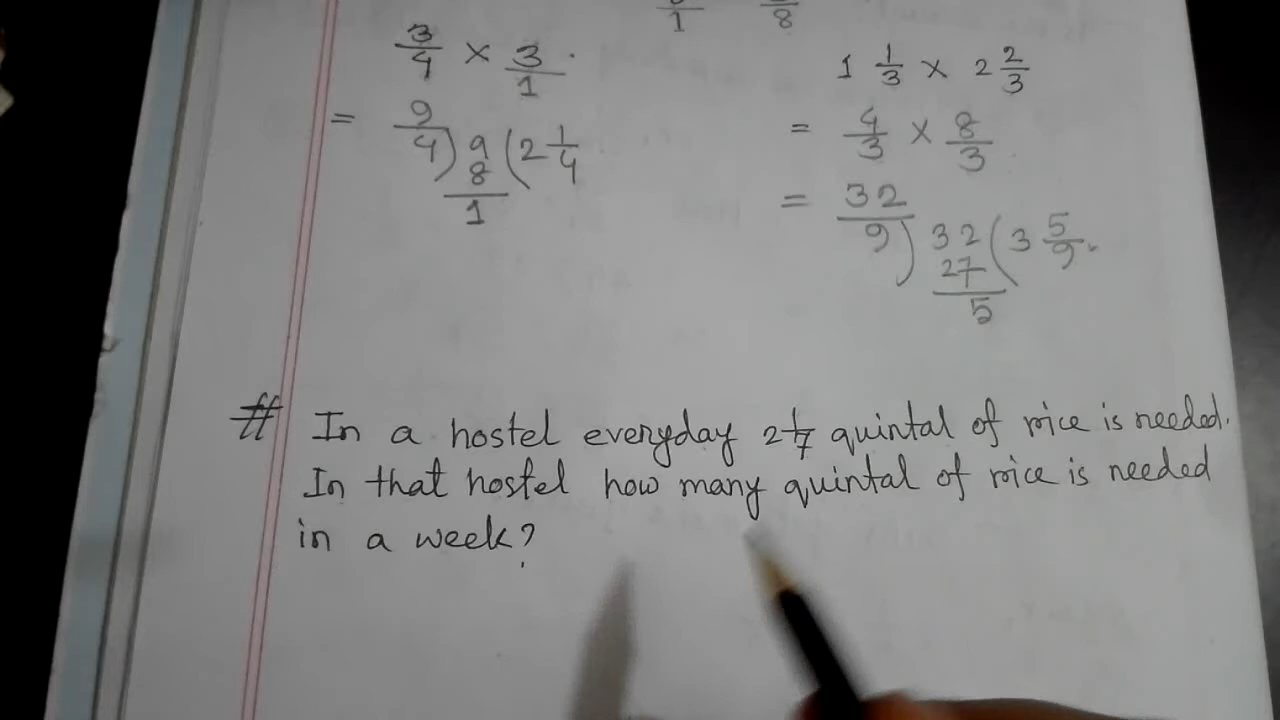 1 8
3/4 × 3/1
= 9/4) 9 (2 1/4
8
1
1 1/3 × 2 2/3
= 4/3 × 8/3
= 32/9) 32 (3 5/9.
27
5
# In a hostel everyday 2 1/7 quintal of rice is needed.
In that hostel how many quintal of rice is needed
in a week?